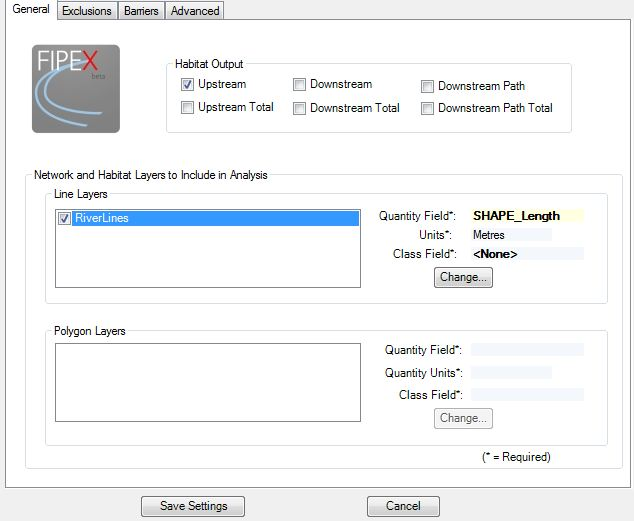 General Exclusions Barriers Advanced
FIPEX
beta
Habitat Output
Upstream Downstream Downstream Path
Upstream Total Downstream Total Downstream Path Total
Network and Habitat Layers to Include in Analysis
Line Layers
RiverLines
Quantity Field*: SHAPE_Length
Units*: Metres
Class Field*: <None>
Change...
Polygon Layers
Quantity Field*:
Quantity Units*:
Class Field*:
Change...
(* = Required)
Save Settings Cancel